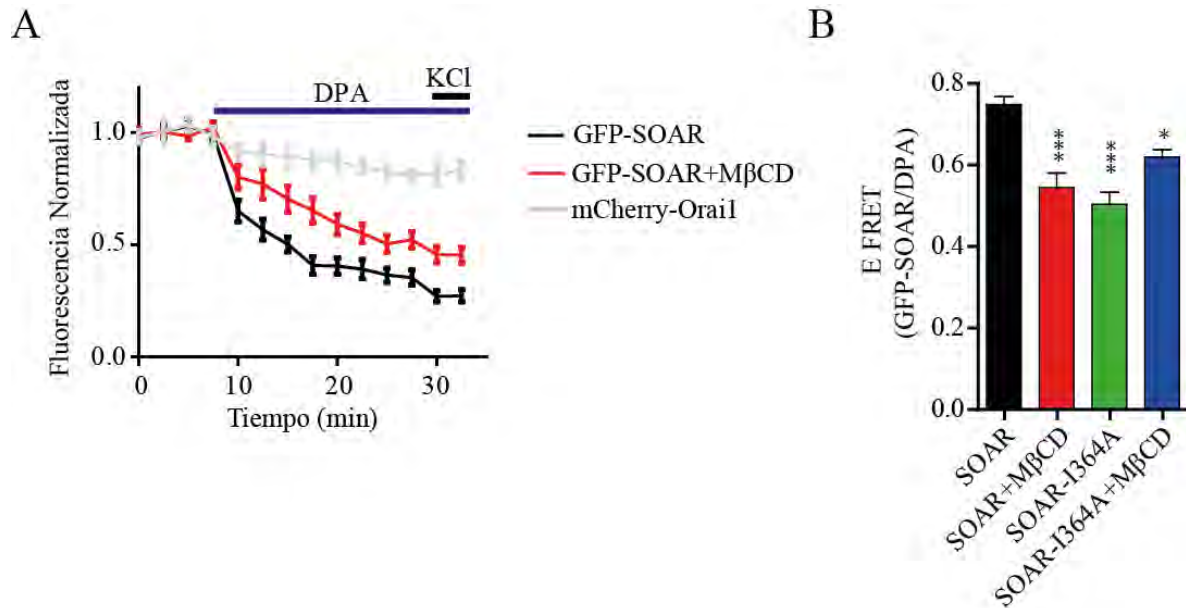 A
KCl
DPA
Fluorescencia Normalizada
1.0
0.5
0.0
0
10
20
30
Tiempo (min)
*
GFP-SOAR
GFP-SOAR+MβCD
mCherry-Orai1
B
E FRET
(GFP-SOAR/DPA)
0.8
0.6
0.4
0.2
0.0
***
***
*
SOAR
SOAR+MβCD
SOAR-I364A
SOAR-I364A+MβCD